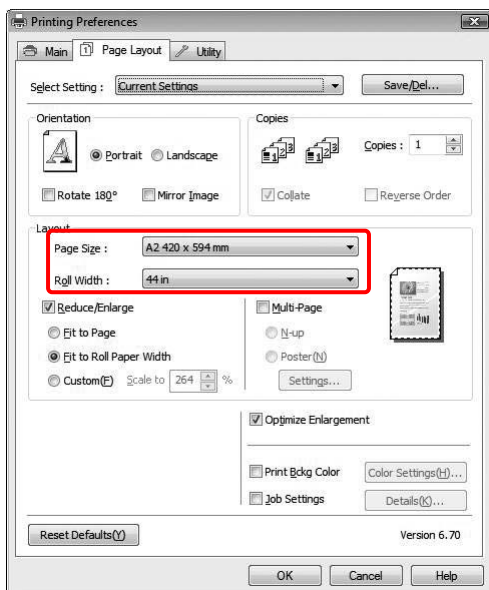 Printing Preferences
Main Page Layout Utility
Select Setting : Current Settings Save/Del...
Orientation
Portrait Landscape
Rotate 180° Mirror Image
Copies
Copies : 1
Collate Reverse Order
Layout
Page Size : A2 420 x 594 mm
Roll Width : 44 in
Reduce/Enlarge
Fit to Page
Fit to Roll Paper Width
Custom(F) Scale to 264 %
Multi-Page
N-up
Poster(N)
Settings...
Optimize Enlargement
Print Bckg Color Color Settings(H)...
Job Settings Details(K)...
Reset Defaults(Y) Version 6.70
OK Cancel Help